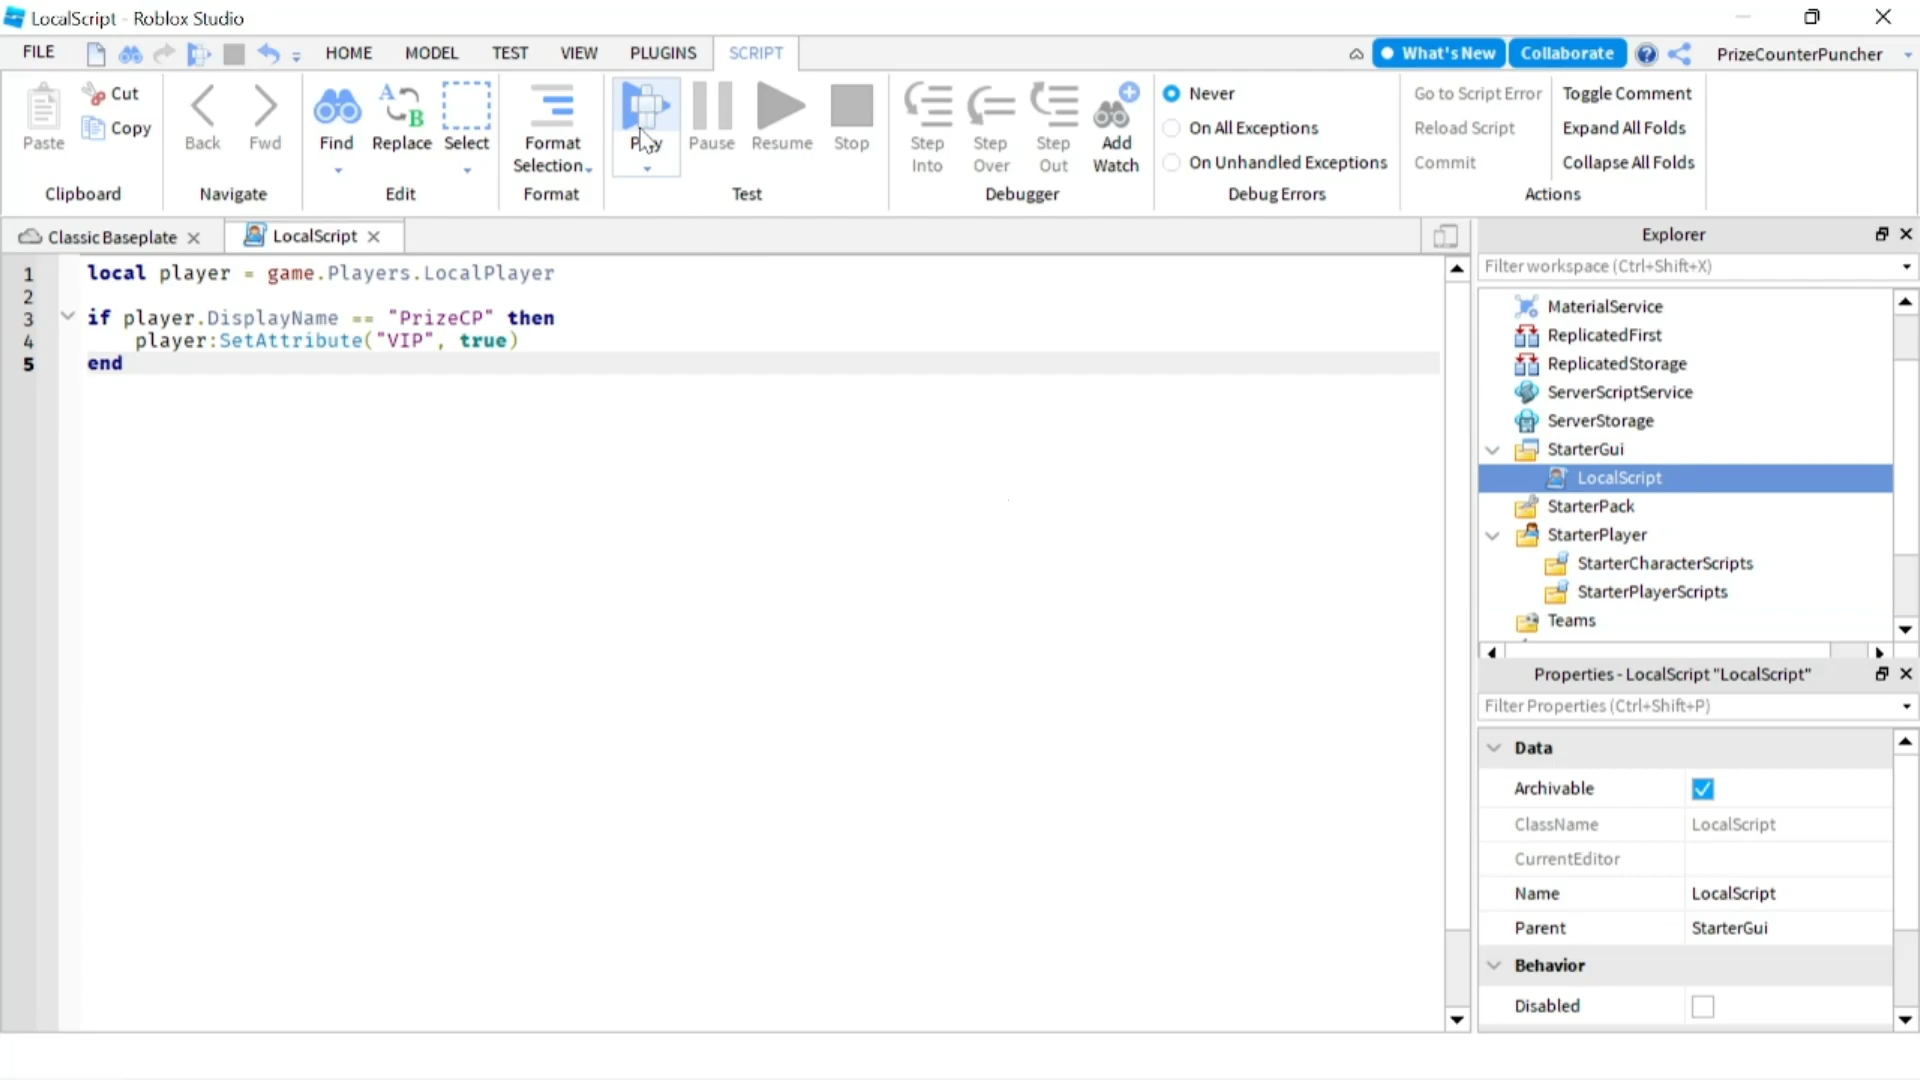 LocalScript - Roblox Studio
FILE HOME MODEL TEST VIEW PLUGINS SCRIPT What's New Collaborate ? PrizeCounterPuncher
Paste Cut Copy
Clipboard
Back Fwd
Navigate
Find Replace Select
A B
Edit
Format Selection
Format
Play Pause Resume Stop
Test
Step Into Step Over Step Out Add Watch
Debugger
Never
On All Exceptions
On Unhandled Exceptions
Debug Errors
Go to Script Error Toggle Comment
Reload Script Expand All Folds
Commit Collapse All Folds
Actions
Classic Baseplate LocalScript
1 local player = game.Players.LocalPlayer
2
3 if player.DisplayName == "PrizeCP" then
4 player:SetAttribute("VIP", true)
5 end
Explorer
Filter workspace (Ctrl+Shift+X)
MaterialService
ReplicatedFirst
ReplicatedStorage
ServerScriptService
ServerStorage
StarterGui
LocalScript
StarterPack
StarterPlayer
StarterCharacterScripts
StarterPlayerScripts
Teams
Properties - LocalScript "LocalScript"
Filter Properties (Ctrl+Shift+P)
Data
Archivable
ClassName LocalScript
CurrentEditor
Name LocalScript
Parent StarterGui
Behavior
Disabled